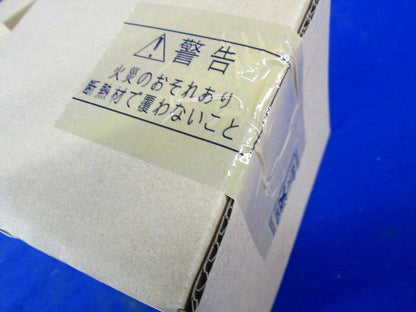 警告
火災のおそれあり
断熱材で覆わないこと